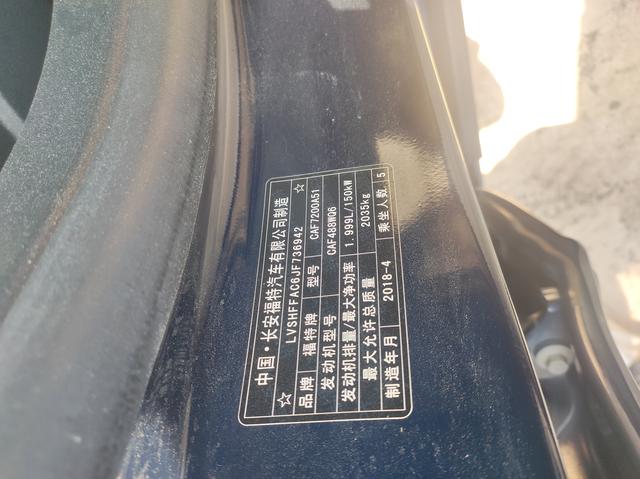 中国·长安福特汽车有限公司制造
☆ LVSHFFAC6JF736942 ☆
品牌 福特牌 型号 CAF7200A51
发动机型号 CAF488WQ6
发动机排量/最大净功率 1.999L/150kW
最大允许总质量 2035kg
制造年月 2018-4 乘坐人数 5